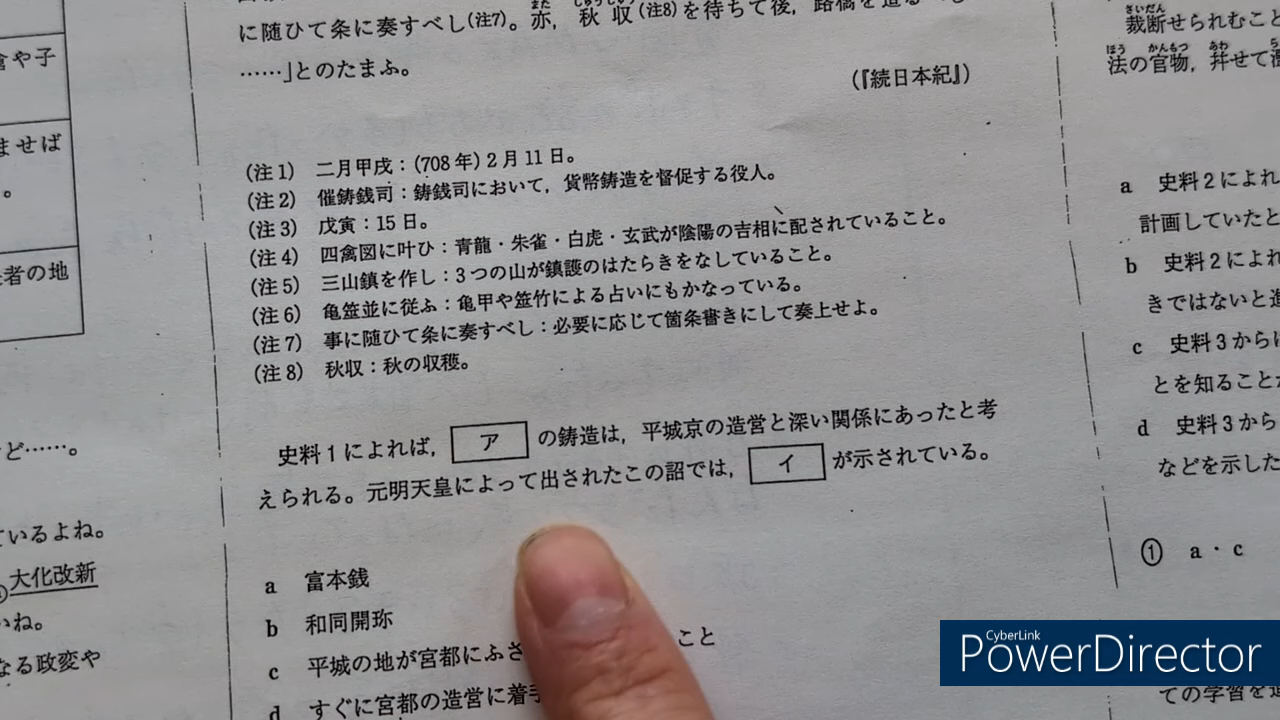 に随ひて条に奏すべし(注7)。亦,秋収(注8)を待ちて後,路橋を造るべし
……」とのたまふ。
(『続日本紀』)
(注1) 二月甲戌:(708年)2月11日。
(注2) 催鋳銭司:鋳銭司において,貨幣鋳造を督促する役人。
(注3) 戊寅:15日。
(注4) 四禽図に叶ひ:青龍・朱雀・白虎・玄武が陰陽の吉相に配されていること。
(注5) 三山鎮を作し:3つの山が鎮護のはたらきをなしていること。
(注6) 亀筮並に従ふ:亀甲や筮竹による占いにもかなっている。
(注7) 事に随ひて条に奏すべし:必要に応じて箇条書きにして奏上せよ。
(注8) 秋収:秋の収穫。
史料1によれば, ア の鋳造は,平城京の造営と深い関係にあったと考
えられる。元明天皇によって出されたこの詔では, イ が示されている。
a 富本銭
b 和同開珎
c 平城の地が宮都にふさ こと
d すぐに宮都の造営に着手
や子
ませば
。
者の地
ど……。
ているよね。
大化改新
いね。
なる政変や
裁断せられむこと
法の官物,幷せて
a 史料2によれ
計画していたと
b 史料2によれ
きではないと
c 史料3から
とを知ること
d 史料3から
などを示した
① a・c
ての学習を
CyberLink
PowerDirector